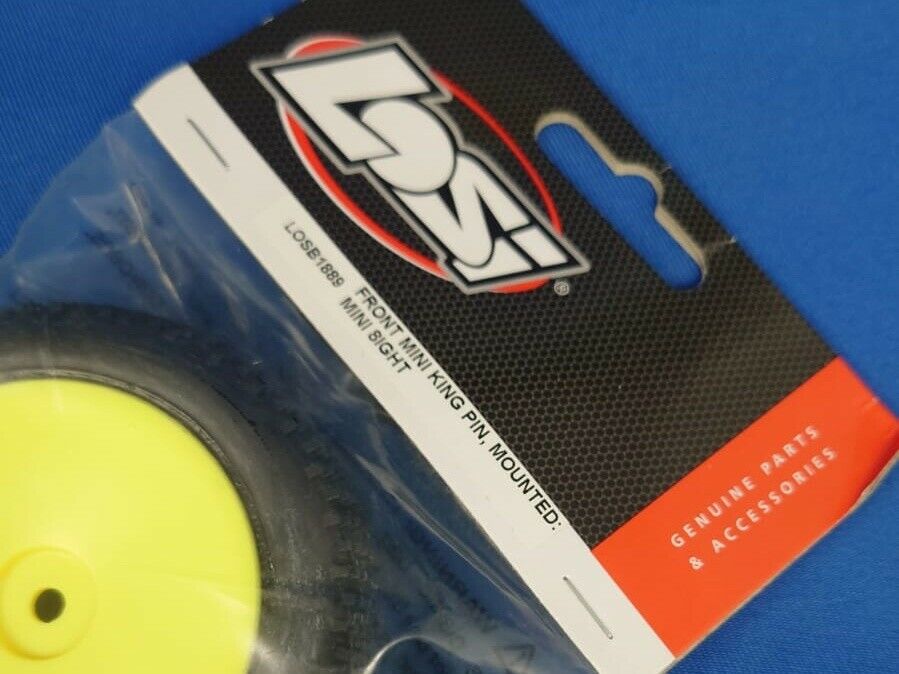 LOSi
®
LOSB1889 FRONT MINI KING PIN, MOUNTED:
MINI 8IGHT
GENUINE PARTS
& ACCESSORIES